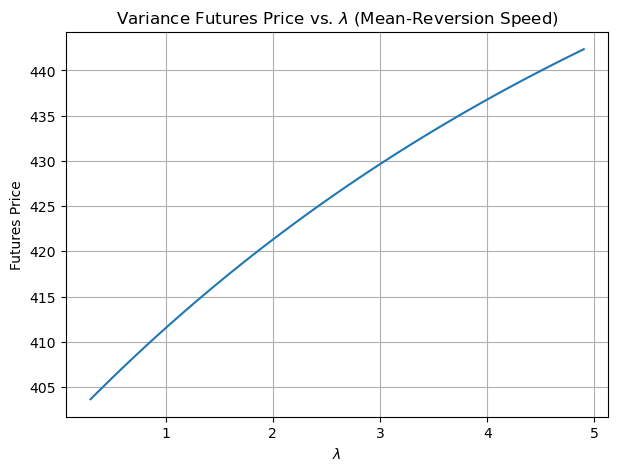 Variance Futures Price vs. λ (Mean-Reversion Speed)
Futures Price
440
435
430
425
420
415
410
405
1 2 3 4 5
λ